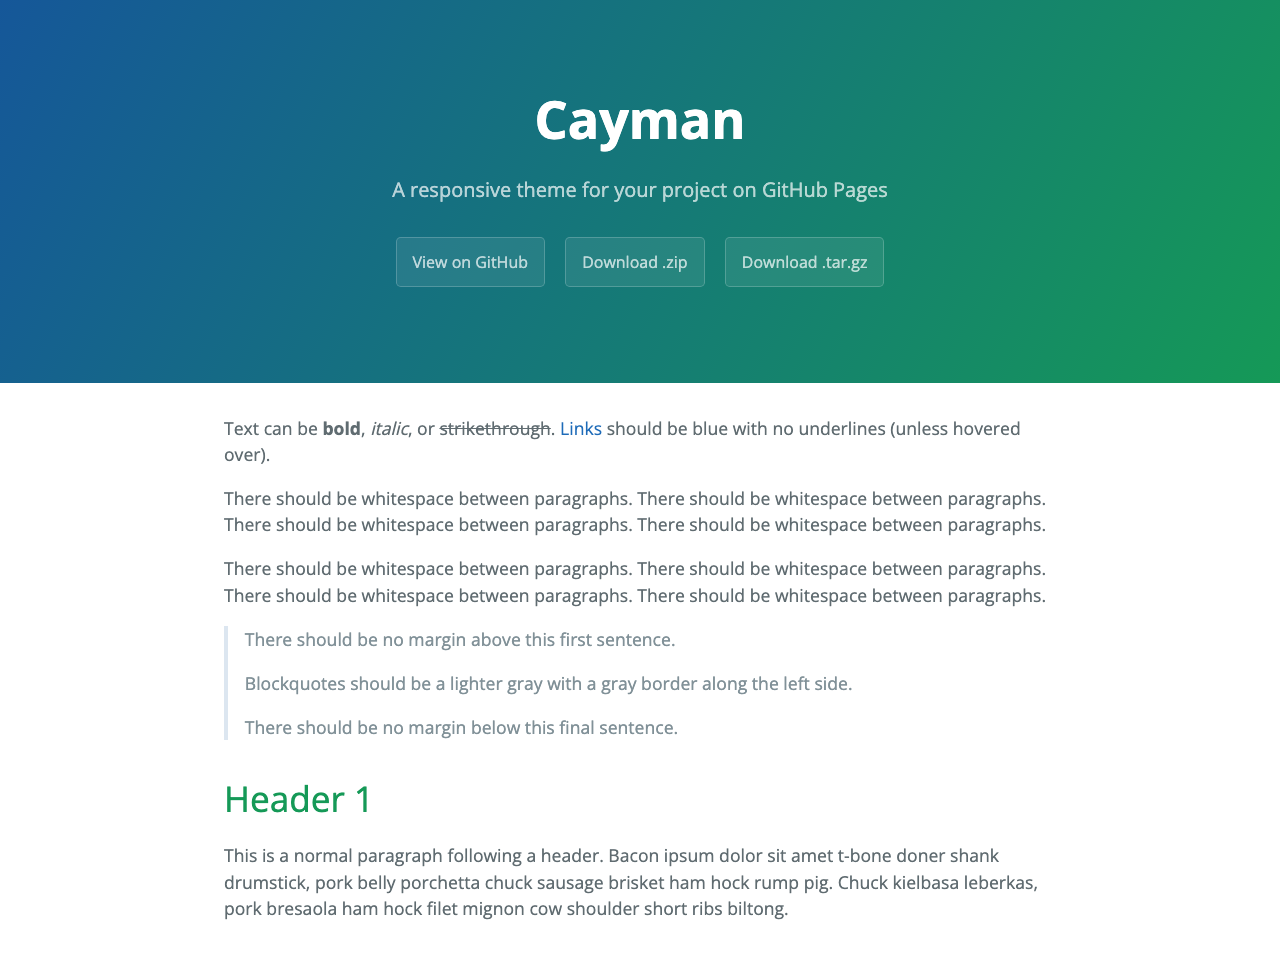 Cayman
A responsive theme for your project on GitHub Pages
View on GitHub
Download .zip
Download .tar.gz
Text can be bold, italic, or strikethrough. Links should be blue with no underlines (unless hovered
over).
There should be whitespace between paragraphs. There should be whitespace between paragraphs.
There should be whitespace between paragraphs. There should be whitespace between paragraphs.
There should be whitespace between paragraphs. There should be whitespace between paragraphs.
There should be whitespace between paragraphs. There should be whitespace between paragraphs.
There should be no margin above this first sentence.
Blockquotes should be a lighter gray with a gray border along the left side.
There should be no margin below this final sentence.
Header 1
This is a normal paragraph following a header. Bacon ipsum dolor sit amet t-bone doner shank
drumstick, pork belly porchetta chuck sausage brisket ham hock rump pig. Chuck kielbasa leberkas,
pork bresaola ham hock filet mignon cow shoulder short ribs biltong.